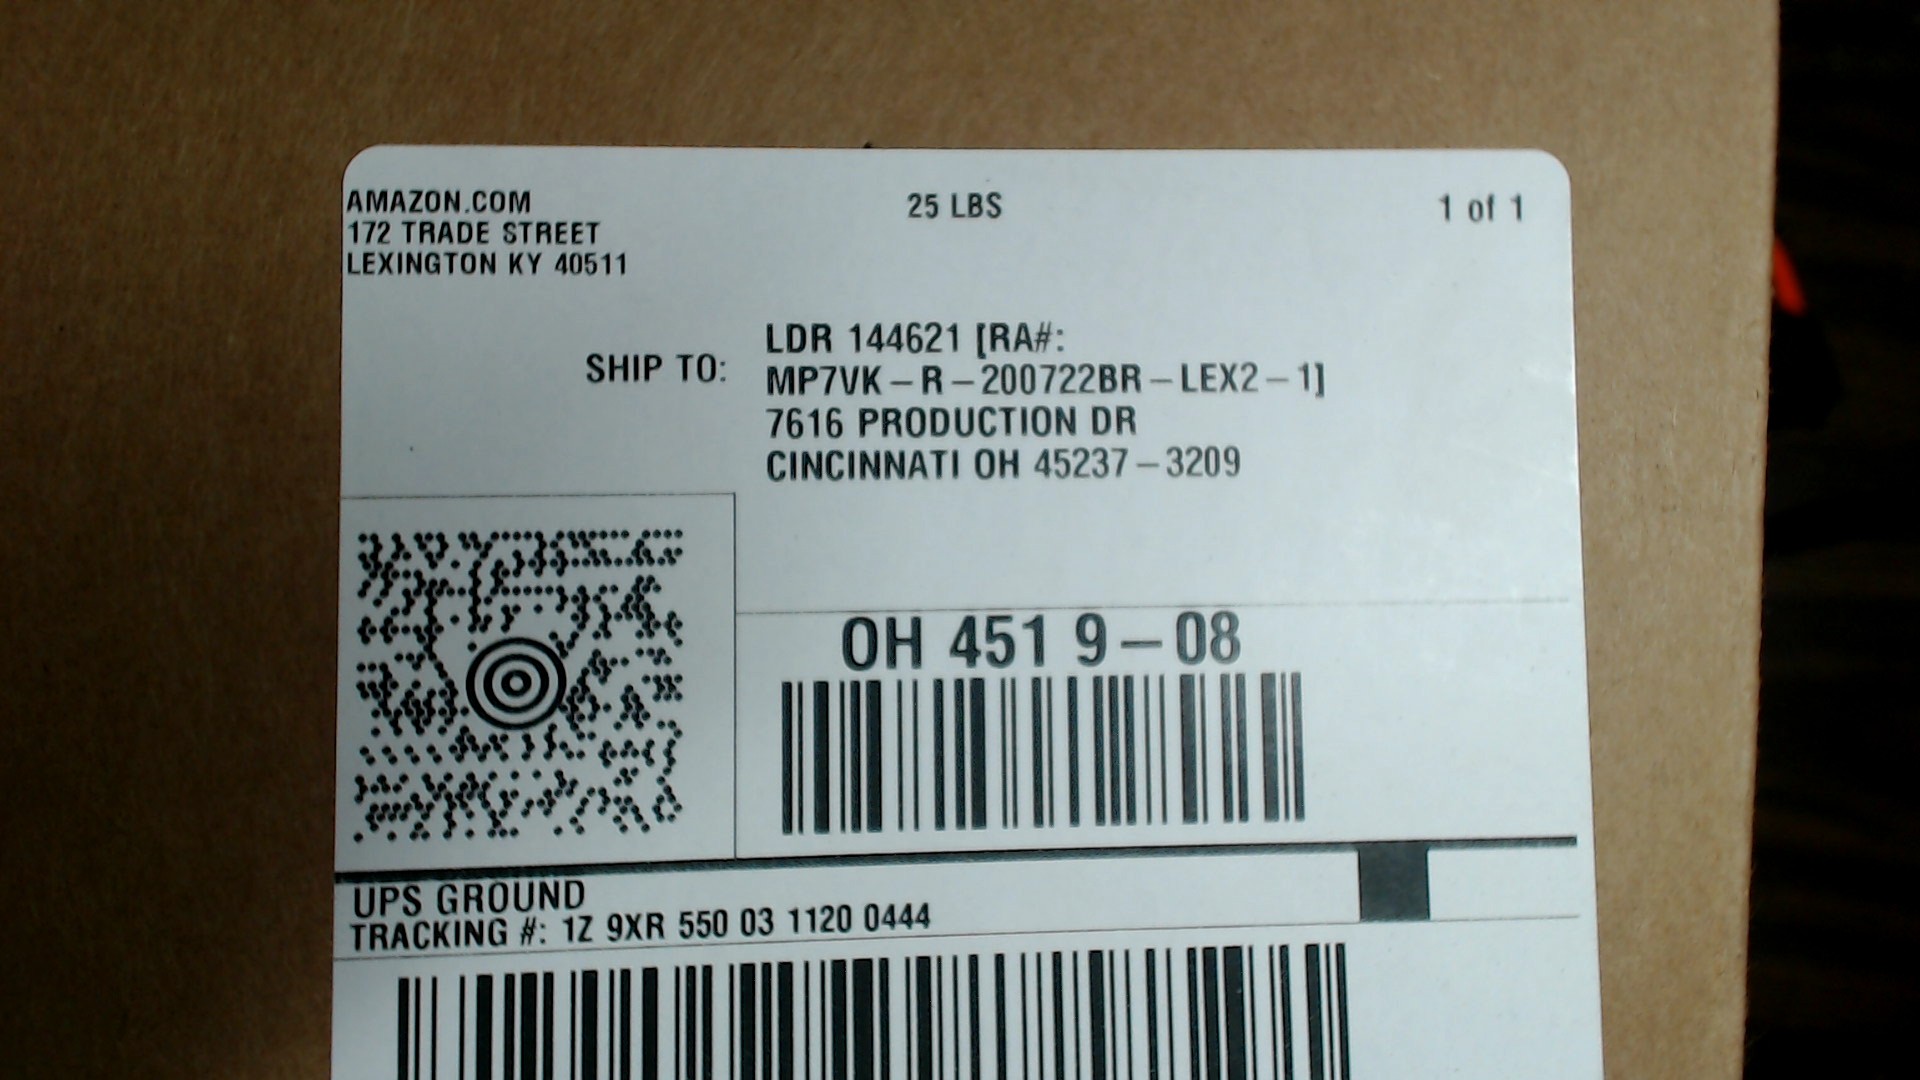 AMAZON.COM
172 TRADE STREET
LEXINGTON KY 40511
25 LBS
1 of 1
SHIP TO:
LDR 144621 [RA#:
MP7VK-R-200722BR-LEX2-1]
7616 PRODUCTION DR
CINCINNATI OH 45237-3209
OH 451 9-08
UPS GROUND
TRACKING #: 1Z 9XR 550 03 1120 0444